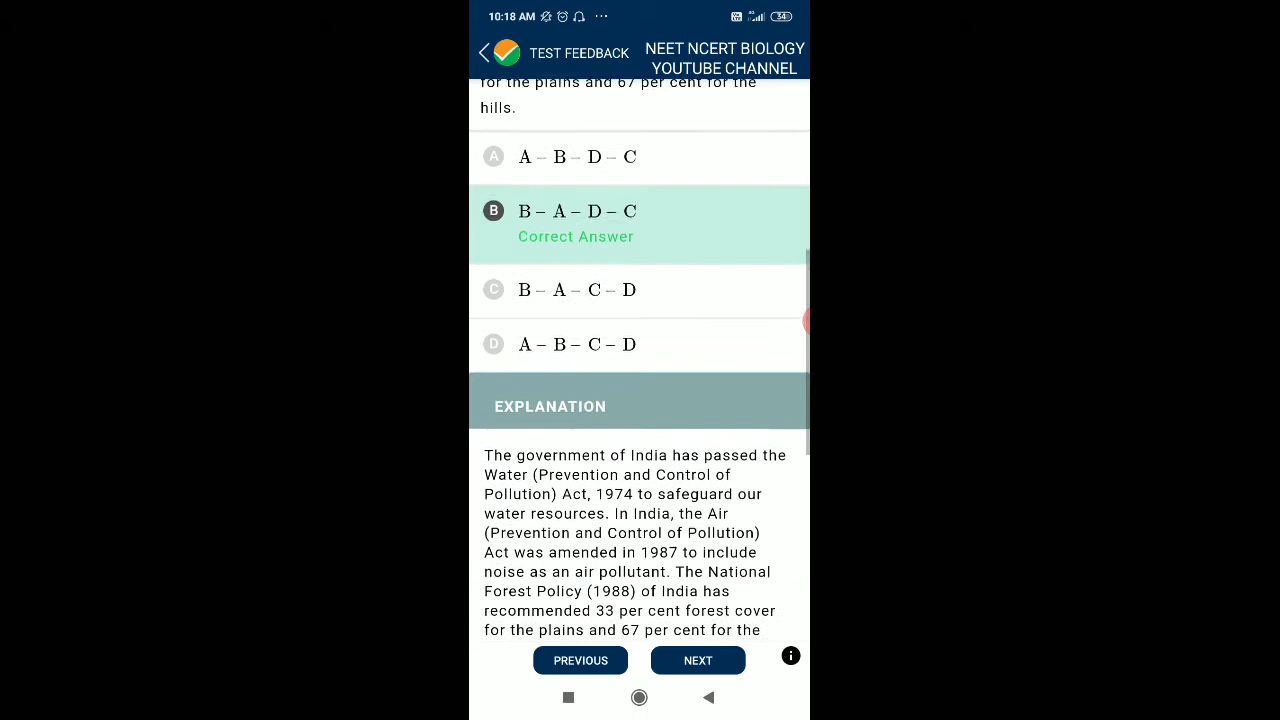 10:18 AM ...
4G 34
TEST FEEDBACK
NEET NCERT BIOLOGY
YOUTUBE CHANNEL
for the plains and 67 per cent for the
hills.
A A – B – D – C
B B – A – D – C
Correct Answer
C B – A – C – D
D A – B – C – D
EXPLANATION
The government of India has passed the
Water (Prevention and Control of
Pollution) Act, 1974 to safeguard our
water resources. In India, the Air
(Prevention and Control of Pollution)
Act was amended in 1987 to include
noise as an air pollutant. The National
Forest Policy (1988) of India has
recommended 33 per cent forest cover
for the plains and 67 per cent for the
PREVIOUS NEXT